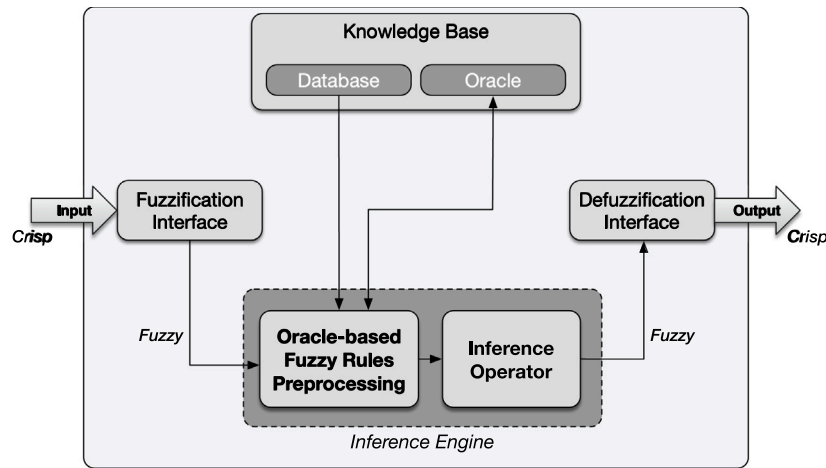 Knowledge Base
Database
Oracle
Input
Crisp
Fuzzification
Interface
Defuzzification
Interface
Output
Crisp
Fuzzy
Oracle-based
Fuzzy Rules
Preprocessing
Inference
Operator
Fuzzy
Inference Engine